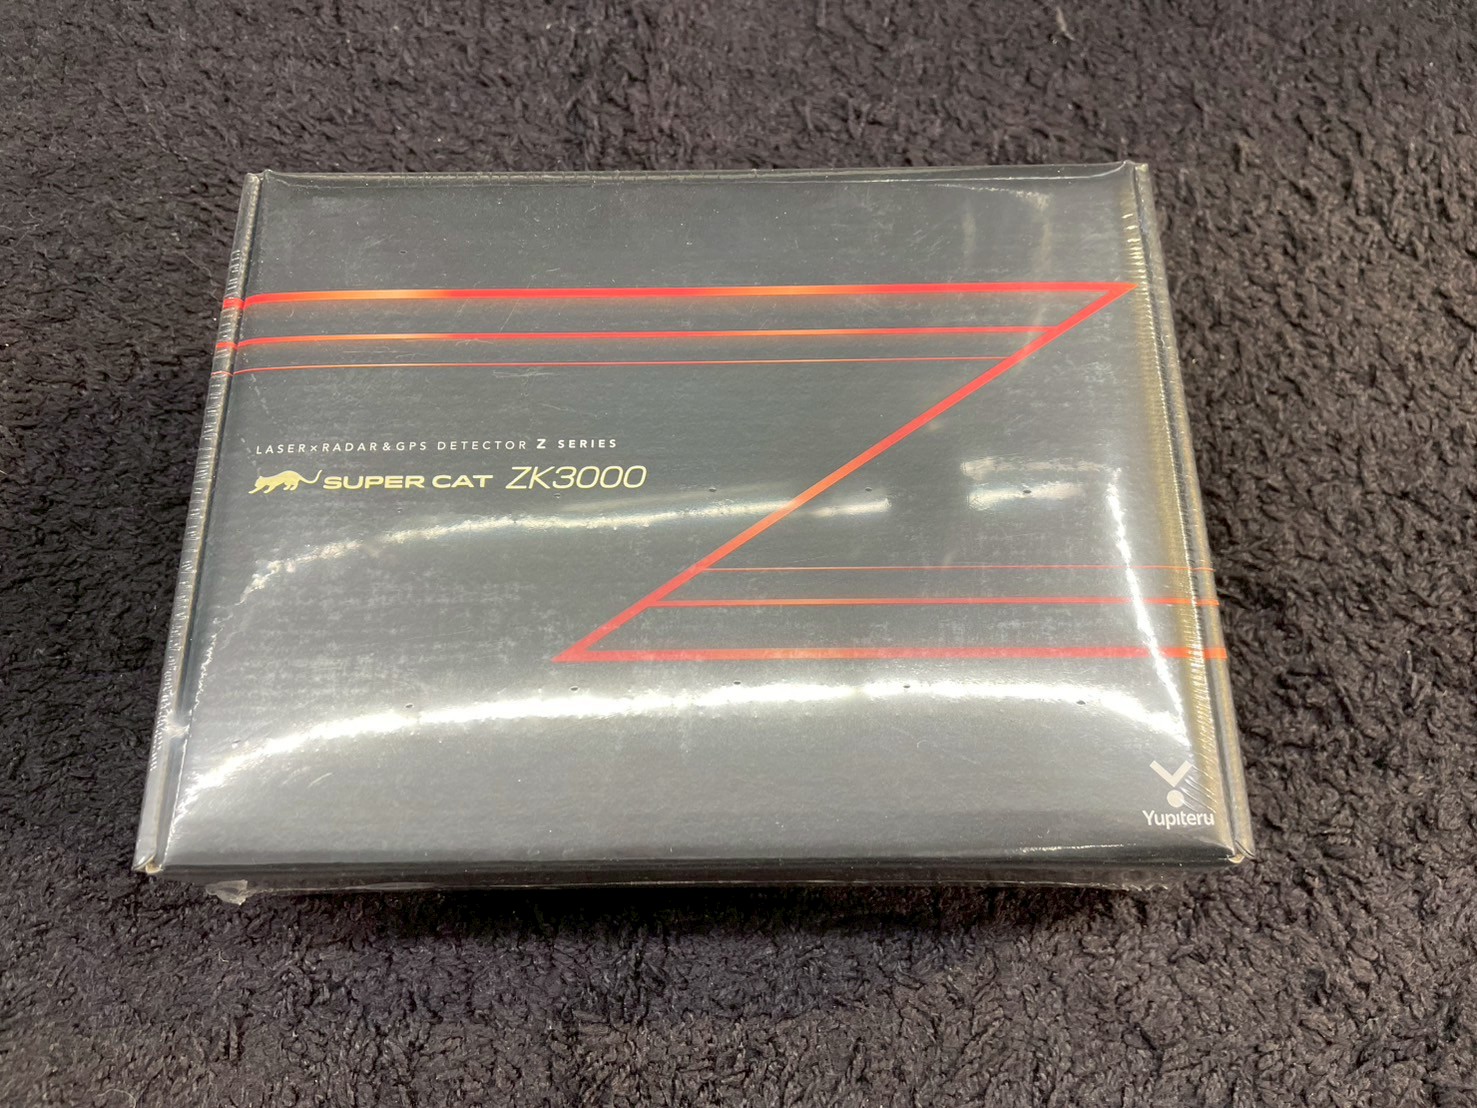 LASER×RADAR&GPS DETECTOR Z SERIES
SUPER CAT ZK3000
Yupiteru